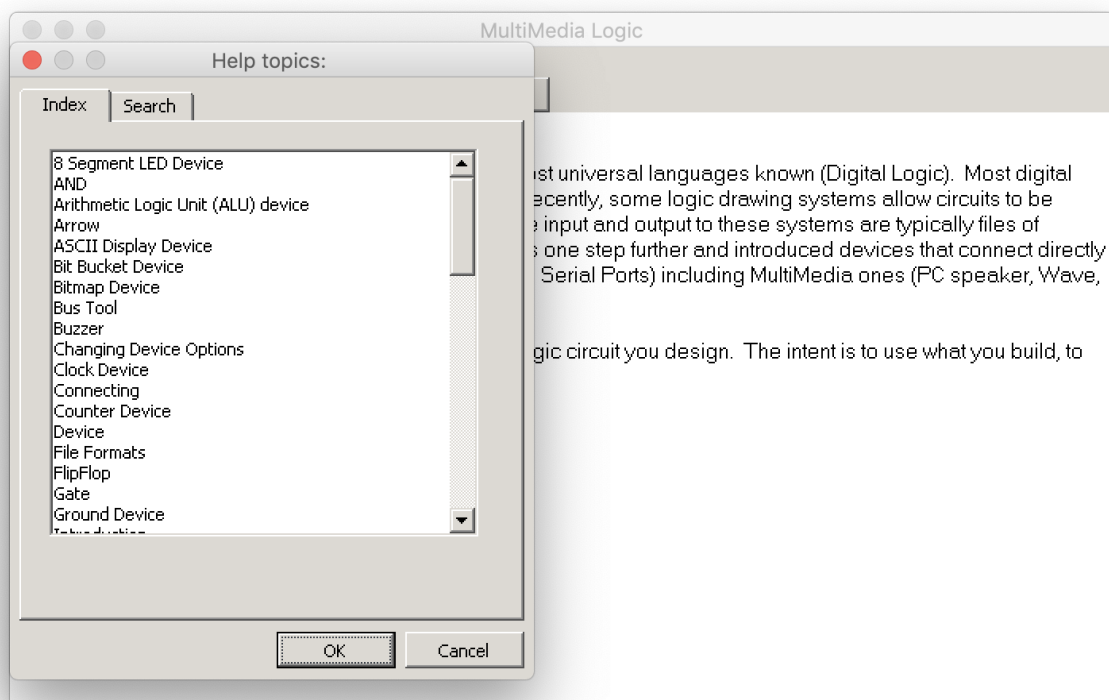 MultiMedia Logic
Help topics:
Index
Search
8 Segment LED Device
AND
Arithmetic Logic Unit (ALU) device
Arrow
ASCII Display Device
Bit Bucket Device
Bitmap Device
Bus Tool
Buzzer
Changing Device Options
Clock Device
Connecting
Counter Device
Device
File Formats
FlipFlop
Gate
Ground Device
Introduction
OK
Cancel
universal languages known (Digital Logic).  Most digital
some logic drawing systems allow circuits to be
input and output to these systems are typically files of
one step further and introduced devices that connect directly
Serial Ports) including MultiMedia ones (PC speaker, Wave,
circuit you design.  The intent is to use what you build, to